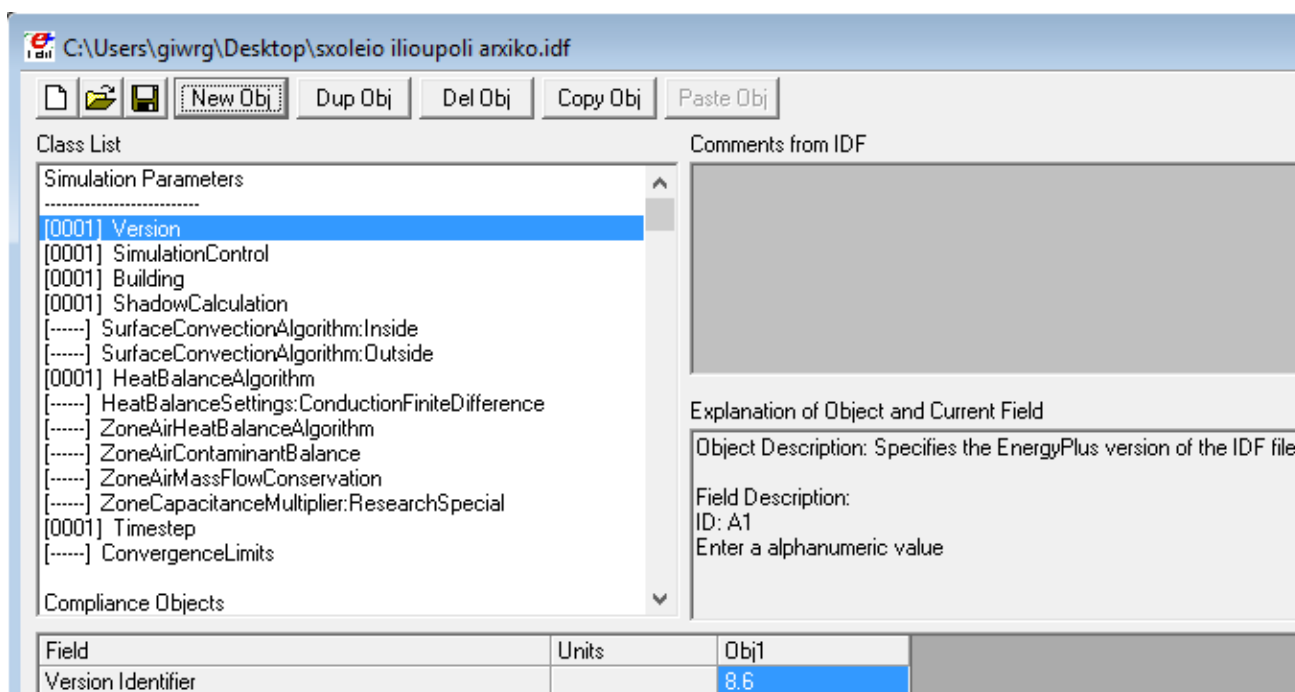 C:\Users\giwrg\Desktop\sxoleio ilioupoli arxiko.idf
New Obj Dup Obj Del Obj Copy Obj Paste Obj
Class List
Comments from IDF
Simulation Parameters
---------------------------
[0001] Version
[0001] SimulationControl
[0001] Building
[0001] ShadowCalculation
[------] SurfaceConvectionAlgorithm:Inside
[------] SurfaceConvectionAlgorithm:Outside
[0001] HeatBalanceAlgorithm
[------] HeatBalanceSettings:ConductionFiniteDifference
[------] ZoneAirHeatBalanceAlgorithm
[------] ZoneAirContaminantBalance
[------] ZoneAirMassFlowConservation
[------] ZoneCapacitanceMultiplier:ResearchSpecial
[0001] Timestep
[------] ConvergenceLimits
Compliance Objects
Explanation of Object and Current Field
Object Description: Specifies the EnergyPlus version of the IDF file
Field Description:
ID: A1
Enter a alphanumeric value
Field Units Obj1
Version Identifier 8.6